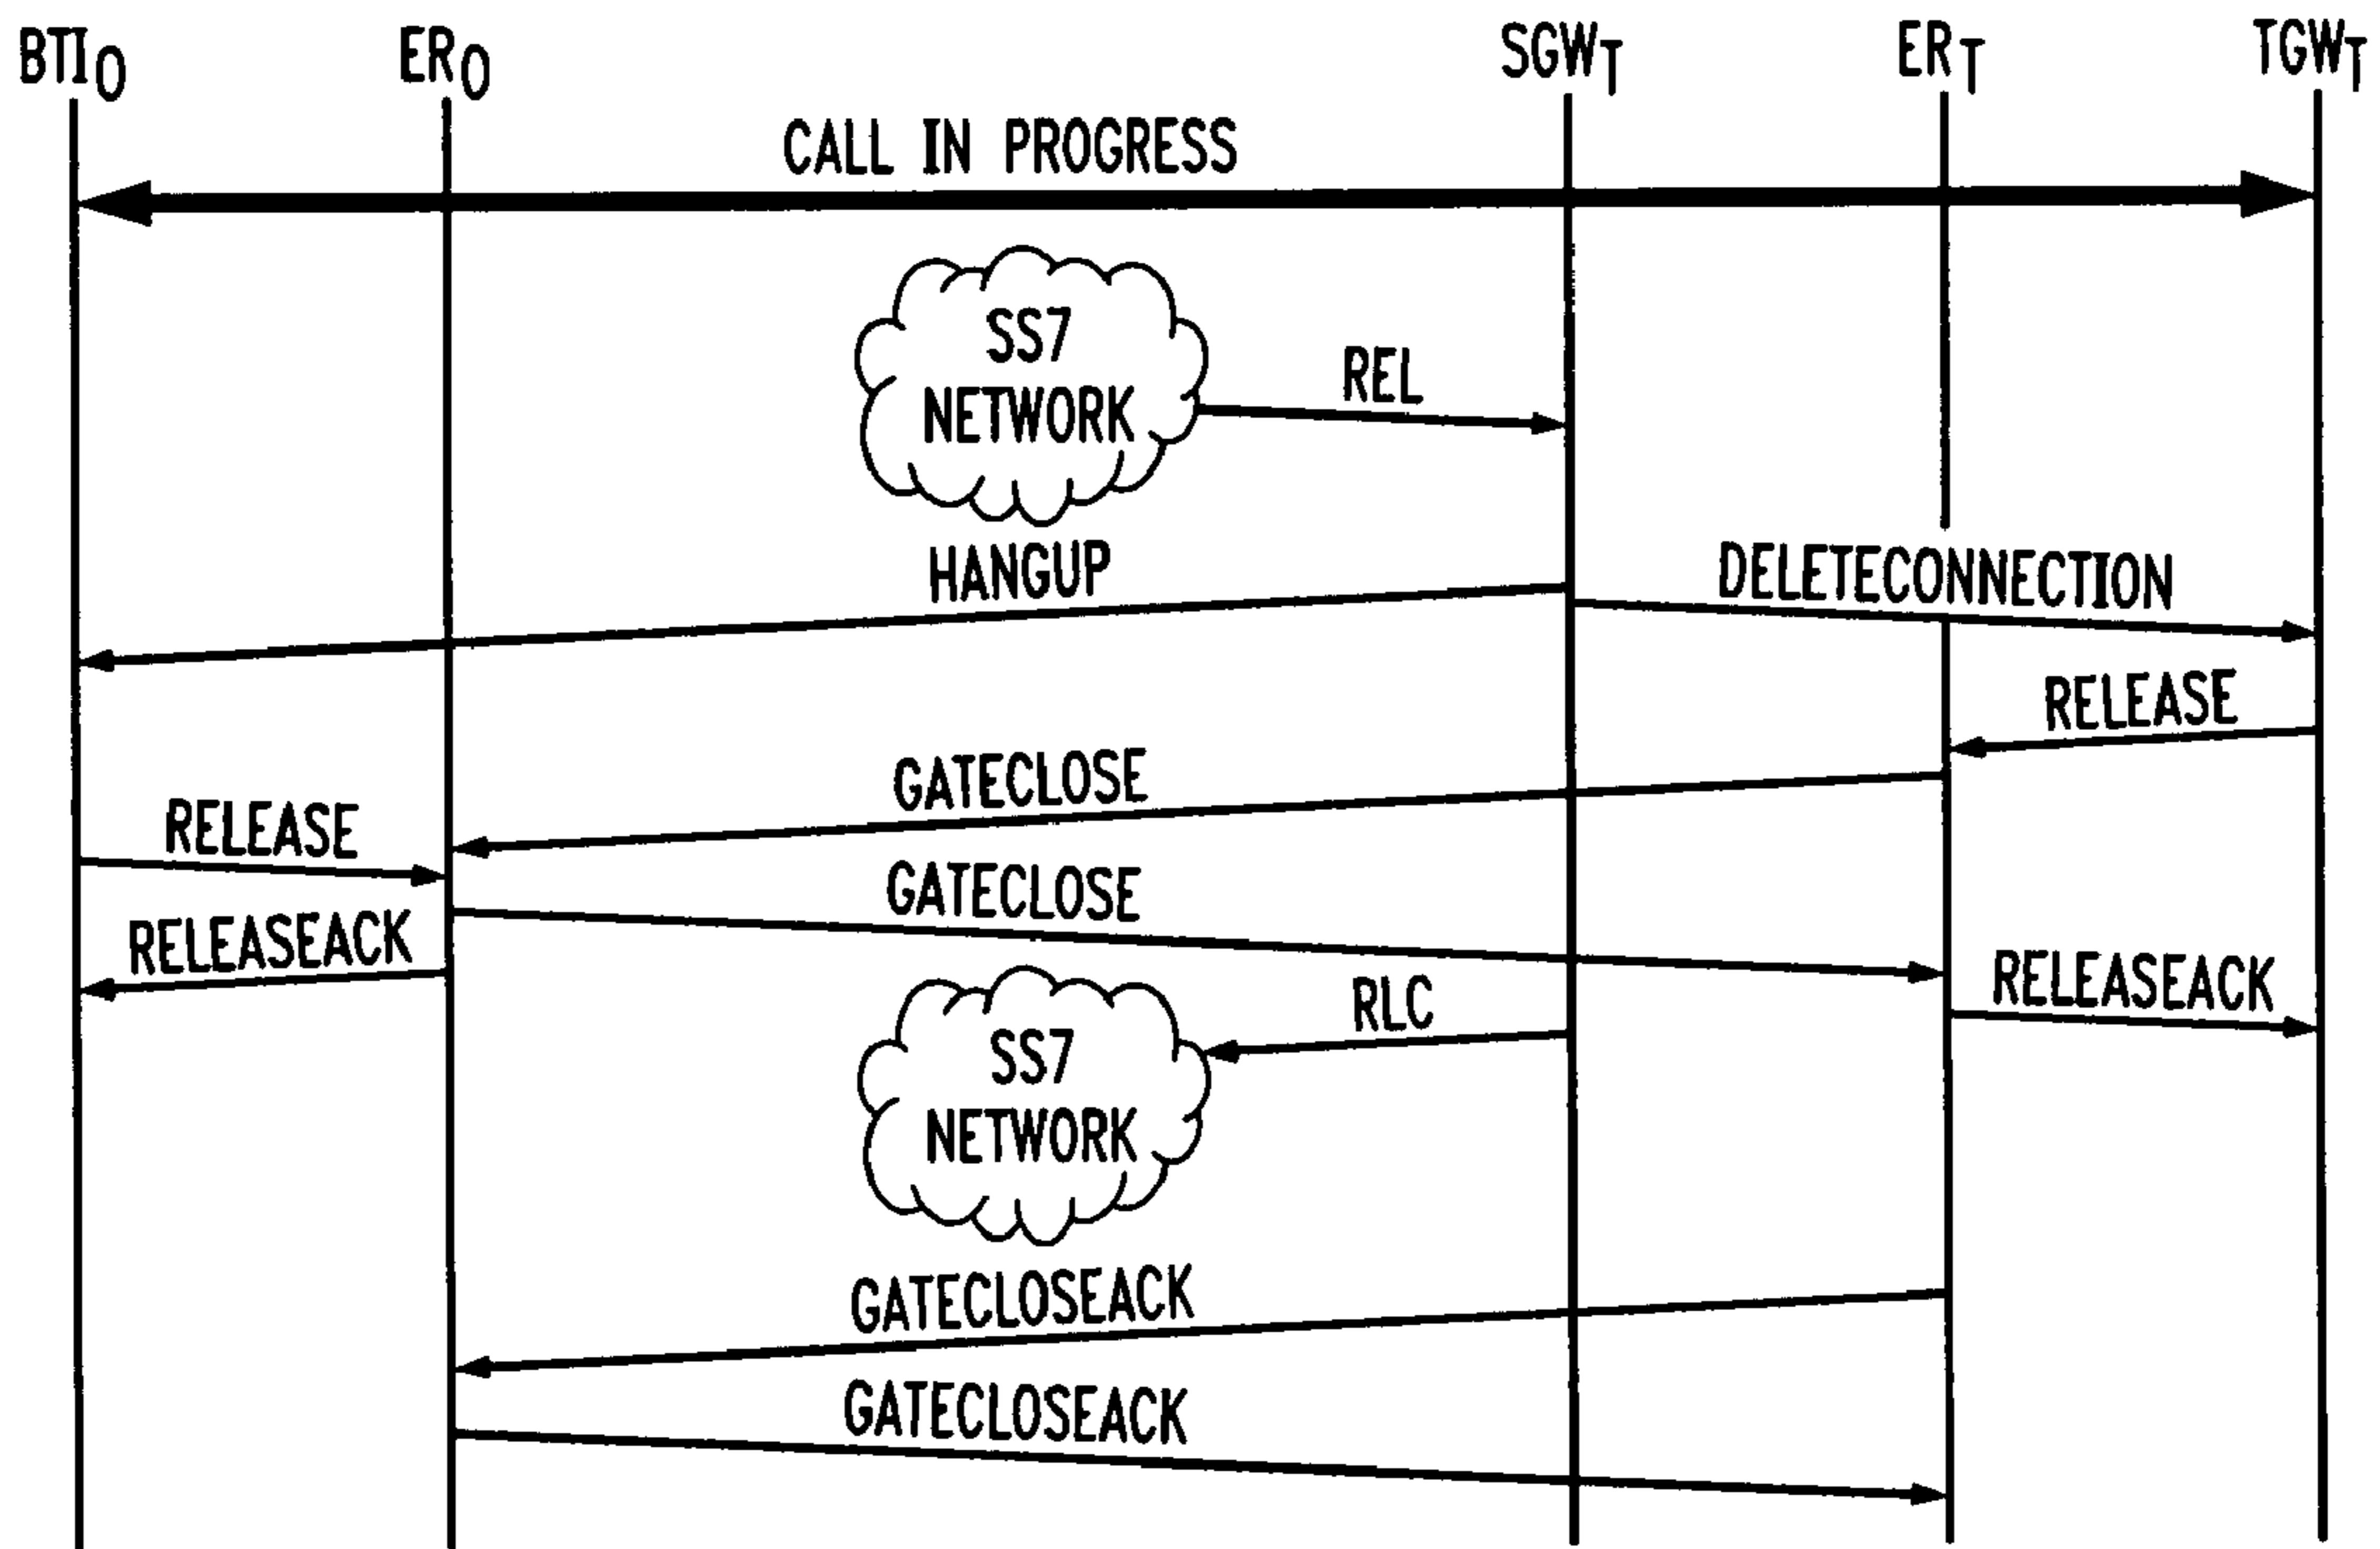 BTIO ERO SGWT ERT TGWT
CALL IN PROGRESS
SS7
NETWORK
REL
HANGUP
DELETECONNECTION
RELEASE
GATECLOSE
RELEASE
GATECLOSE
RELEASEACK
RELEASEACK
RLC
SS7
NETWORK
GATECLOSEACK
GATECLOSEACK